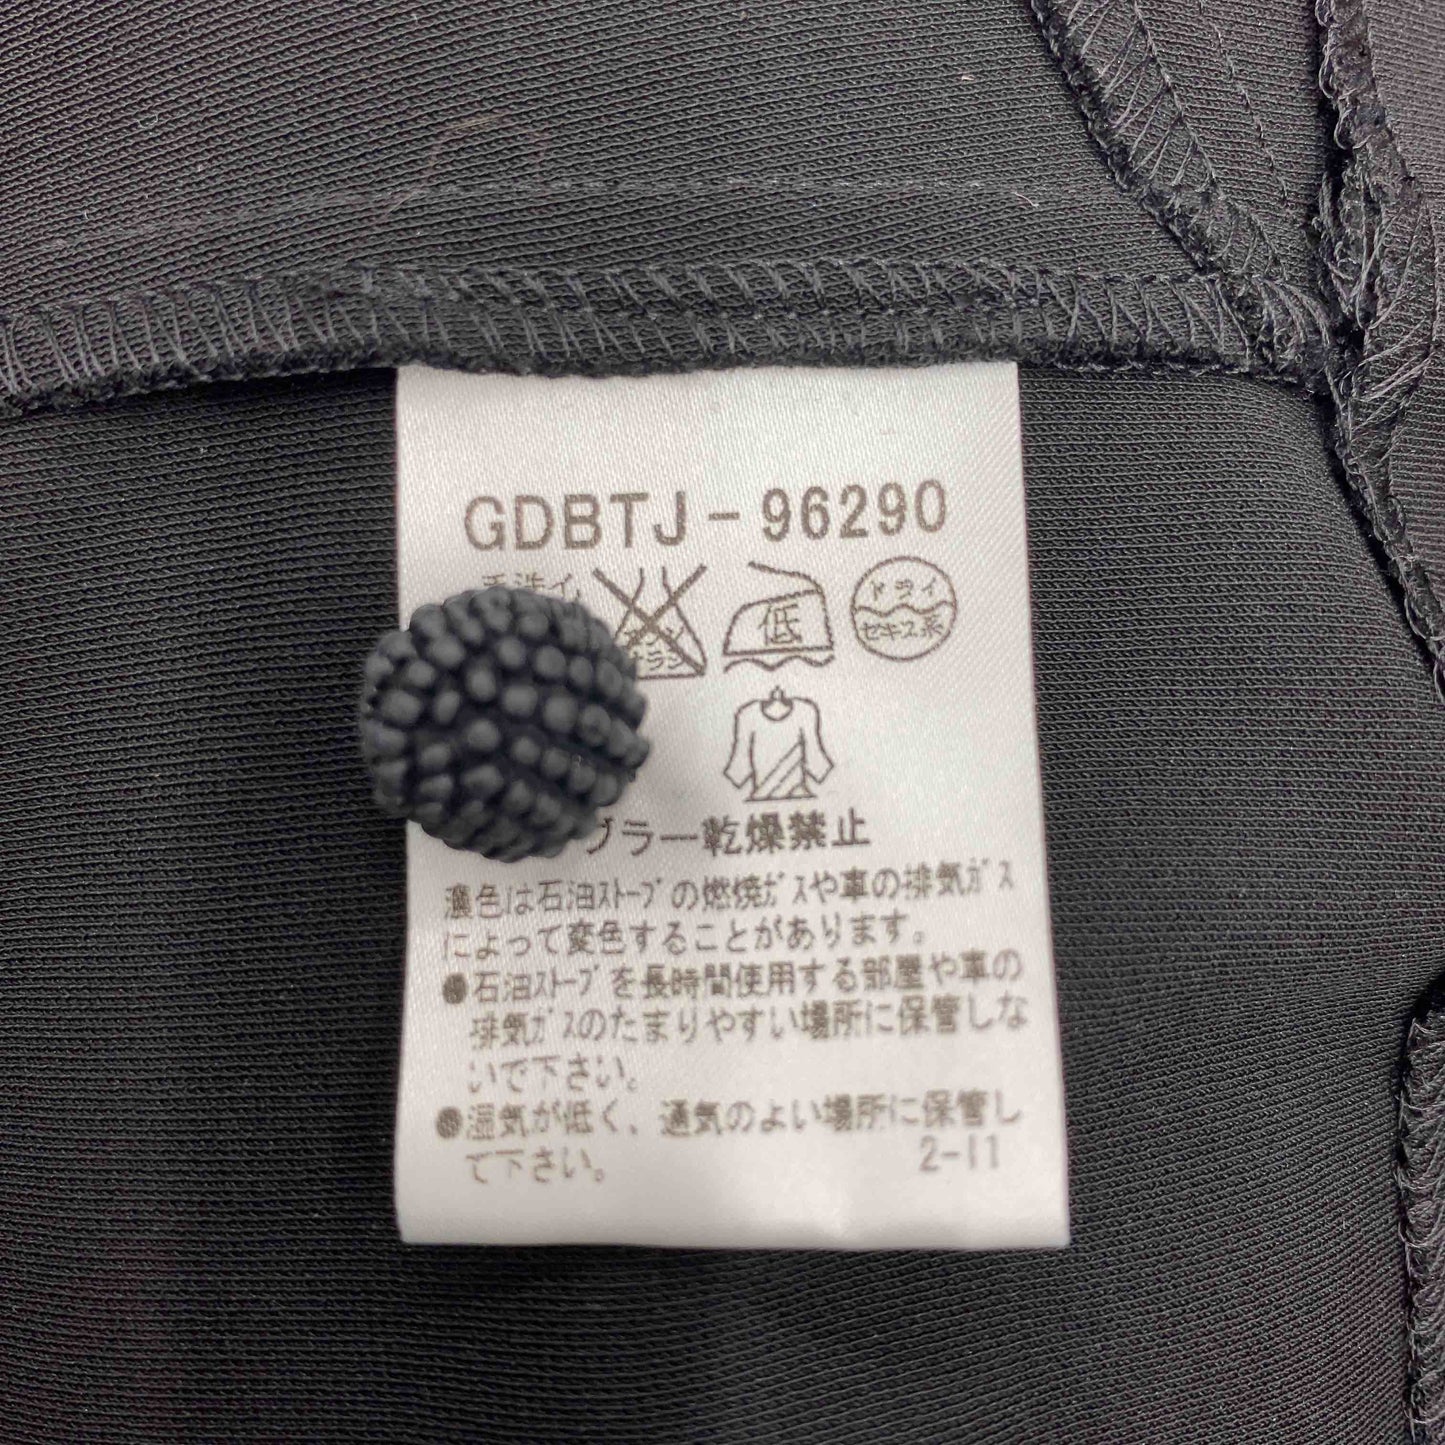 GDBTJ-96290
手洗イ
低
ドライ
セキユ系
ブラー乾燥禁止
濃色は石油ｽﾄｰﾌﾞの燃焼ｶﾞｽや車の排気ｶﾞｽ
によって変色することがあります。
●石油ｽﾄｰﾌﾞを長時間使用する部屋や車の
排気ｶﾞｽのたまりやすい場所に保管しな
いで下さい。
●湿気が低く、通気のよい場所に保管し
て下さい。
2-11